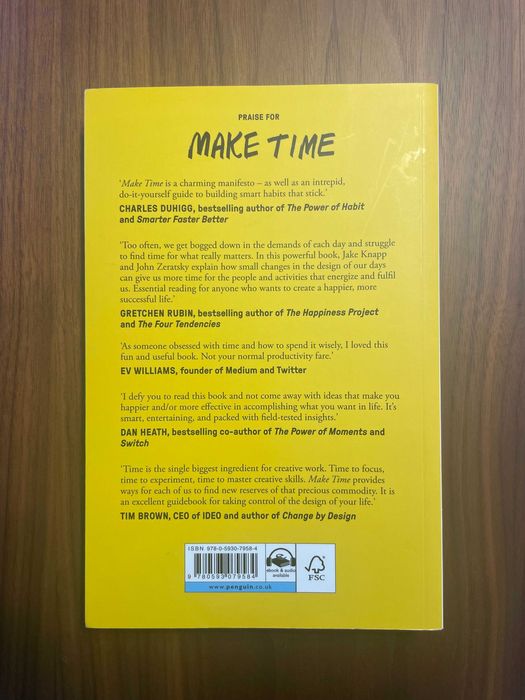 PRAISE FOR
MAKE TIME
‘Make Time is a charming manifesto – as well as an intrepid,
do-it-yourself guide to building smart habits that stick.’
CHARLES DUHIGG, bestselling author of The Power of Habit
and Smarter Faster Better
‘Too often, we get bogged down in the demands of each day and struggle
to find time for what really matters. In this powerful book, Jake Knapp
and John Zeratsky explain how small changes in the design of our days
can give us more time for the people and activities that energize and fulfil
us. Essential reading for anyone who wants to create a happier, more
successful life.’
GRETCHEN RUBIN, bestselling author of The Happiness Project
and The Four Tendencies
‘As someone obsessed with time and how to spend it wisely, I loved this
fun and useful book. Not your normal productivity fare.’
EV WILLIAMS, founder of Medium and Twitter
‘I defy you to read this book and not come away with ideas that make you
happier and/or more effective in accomplishing what you want in life. It’s
smart, entertaining, and packed with field-tested insights.’
DAN HEATH, bestselling co-author of The Power of Moments and
Switch
‘Time is the single biggest ingredient for creative work. Time to focus,
time to experiment, time to master creative skills. Make Time provides
ways for each of us to find new reserves of that precious commodity. It is
an excellent guidebook for taking control of the design of your life.’
TIM BROWN, CEO of IDEO and author of Change by Design
ISBN 978-0-5930-7958-4
9 780593 079584
ebook & audio
available
www.penguin.co.uk
FSC